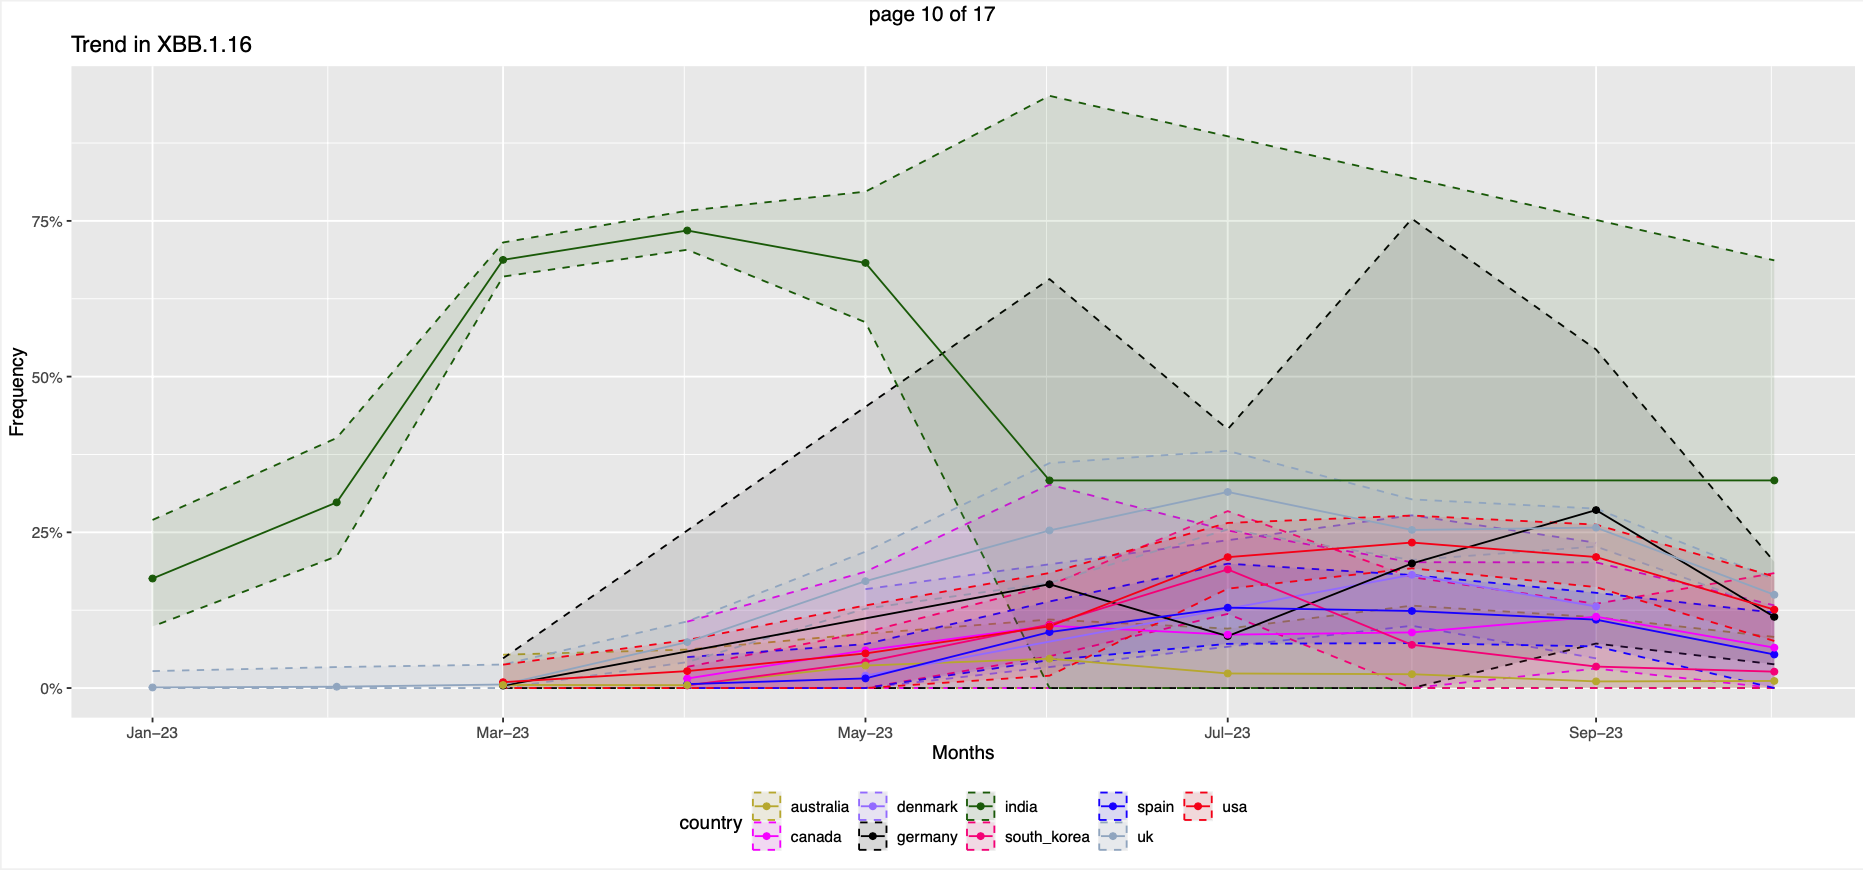 page 10 of 17
Trend in XBB.1.16
75%
50%
25%
0%
Frequency
Jan−23 Mar−23 May−23 Jul−23 Sep−23
Months
country
australia denmark india spain usa
canada germany south_korea uk